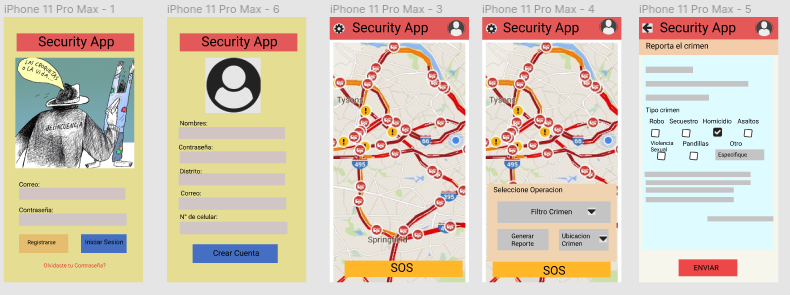 iPhone 11 Pro Max - 1
Security App
LAS CROQUETAS
O LA VIDA.
DELINCUENCIA
Correo:
Contraseña:
Registrarse
Iniciar Sesion
Olvidaste tu Contraseña?
iPhone 11 Pro Max - 6
Security App
Nombres:
Contraseña:
Distrito:
Correo:
N° de celular:
Crear Cuenta
iPhone 11 Pro Max - 3
Security App
Tysons
495
95
Springfield
SOS
iPhone 11 Pro Max - 4
Security App
Tysons
66
495
Seleccione Operacion
Filtro Crimen
Generar
Reporte
Ubicacion
Crimen
SOS
iPhone 11 Pro Max - 5
Security App
Reporta el crimen
Tipo crimen
Robo Secuestro Homicidio Asaltos
Violencia
Sexual
Pandillas
Otro
Especifique
ENVIAR